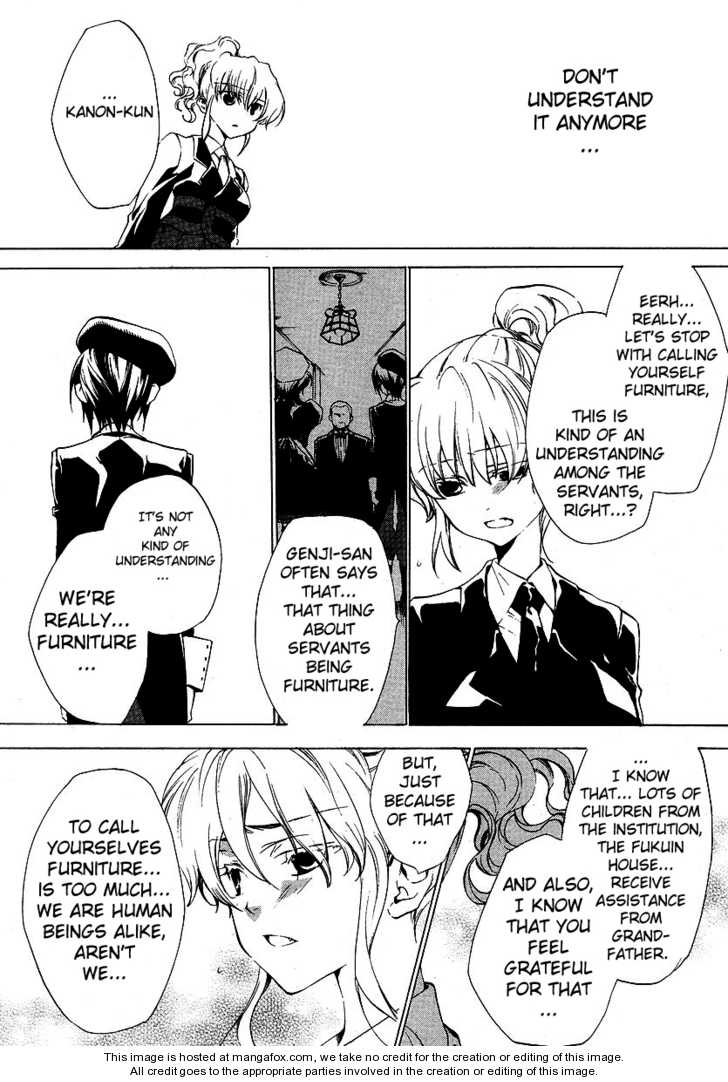 DON'T
UNDERSTAND
IT ANYMORE
...
...
KANON-KUN
EERH...
REALLY...
LET'S STOP
WITH CALLING
YOURSELF
FURNITURE,
THIS IS
KIND OF AN
UNDERSTANDING
AMONG THE
SERVANTS,
RIGHT...?
GENJI-SAN
OFTEN SAYS
THAT...
THAT THING
ABOUT
SERVANTS
BEING
FURNITURE.
IT'S NOT
ANY
KIND OF
UNDERSTANDING
...
WE'RE
REALLY...
FURNITURE
...
...
I KNOW
THAT... LOTS OF
CHILDREN FROM
THE INSTITUTION,
THE FUKUIN
HOUSE...
RECEIVE
ASSISTANCE
FROM
GRAND-
FATHER.
AND ALSO,
I KNOW
THAT YOU
FEEL
GRATEFUL
FOR THAT
...
BUT,
JUST
BECAUSE
OF THAT
...
TO CALL
YOURSELVES
FURNITURE...
IS TOO MUCH...
WE ARE HUMAN
BEINGS ALIKE,
AREN'T
WE...
This image is hosted at mangafox.com, we take no credit for the creation or editing of this image.
All credit goes to the appropriate parties involved in the creation or editing of this image.